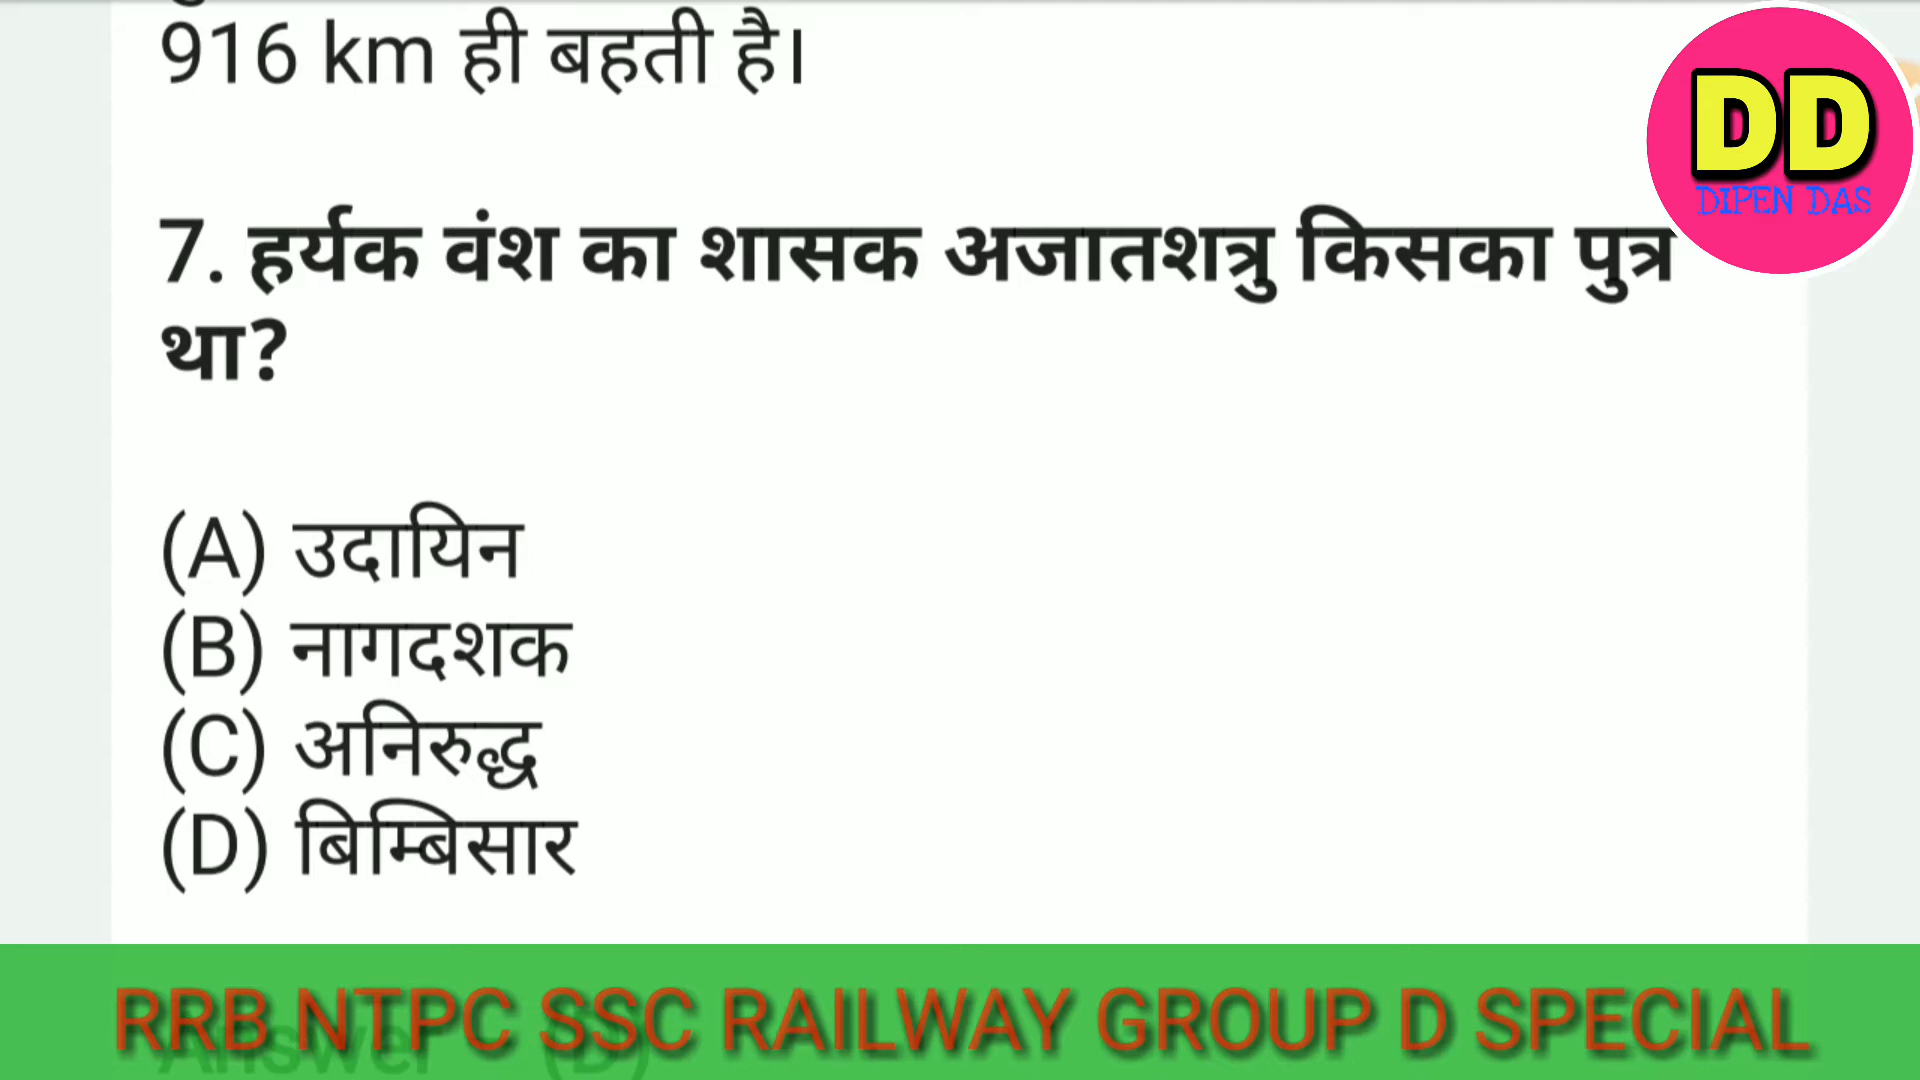 916 km ही बहती है।
DD
DIPEN DAS
7. हर्यक वंश का शासक अजातशत्रु किसका पुत्र
था?
(A) उदायिन
(B) नागदशक
(C) अनिरुद्ध
(D) बिम्बिसार
RRB NTPC SSC RAILWAY GROUP D SPECIAL
Answer (D)